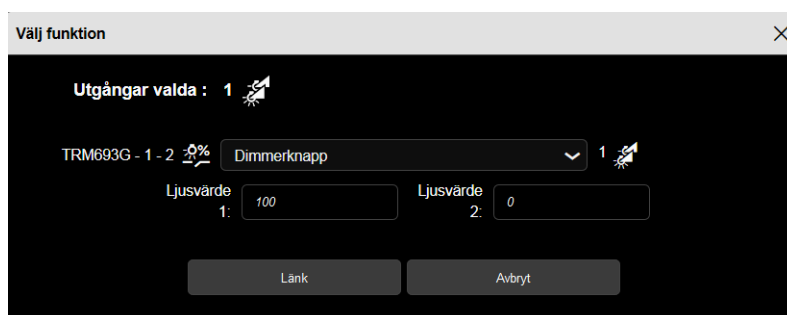 Välj funktion
Utgångar valda : 1
TRM693G - 1 - 2 % Dimmerknapp 1
Ljusvärde 1: 100 Ljusvärde 2: 0
Länk Avbryt